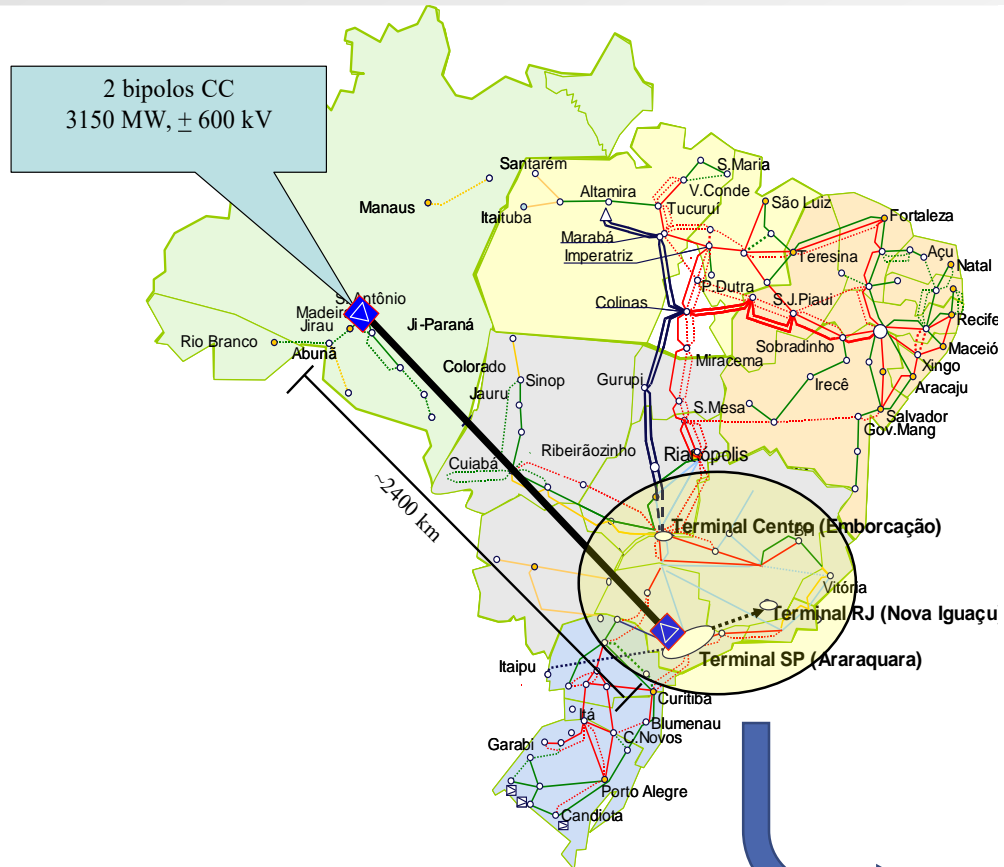 2 bipolos CC
3150 MW, ± 600 kV
Santarém
S.Maria
Altamira
V.Conde
Manaus
Itaituba
Tucuruí
São Luiz
Fortaleza
Marabá
Imperatriz
Teresina
Açu
Natal
P.Dutra
S.J.Piauí
Colinas
S.Antônio
Madeira
Jirau
Ji-Paraná
Recife
Rio Branco
Abunã
Sobradinho
Maceió
Miracema
Xingo
Colorado
Sinop
Gurupi
Irecê
Aracaju
Jauru
S.Mesa
Salvador
Gov.Mang
Ribeirãozinho
Rianópolis
Cuiabá
~2400 km
Terminal Centro (Emborcação)
Vitória
Terminal RJ (Nova Iguaçu
Terminal SP (Araraquara)
Itaipu
Curitiba
Itá
Blumenau
Garabi
C.Novos
Porto Alegre
Candiota